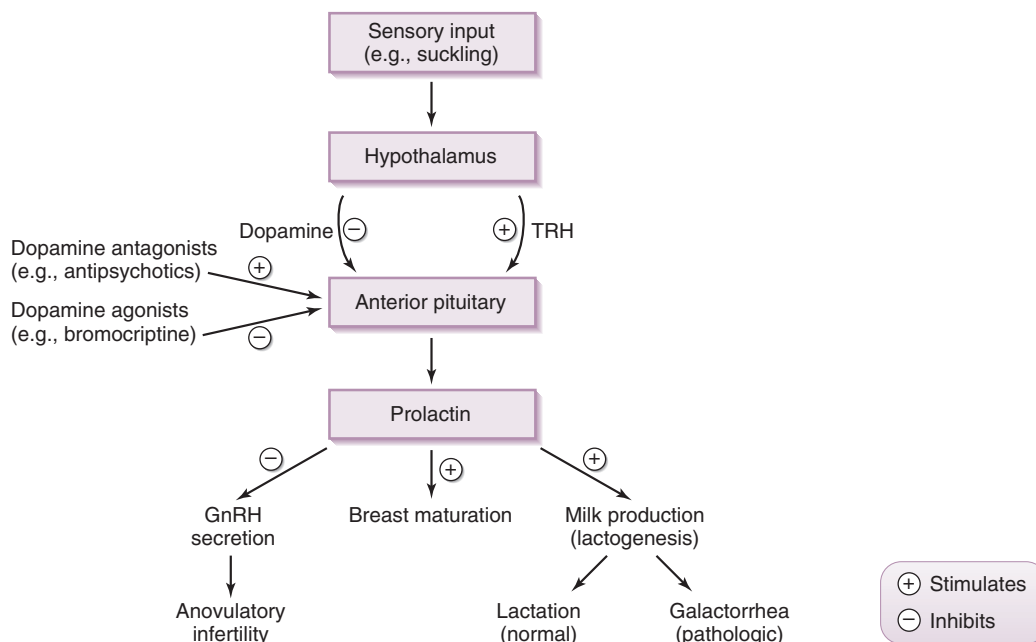 Sensory input
(e.g., suckling)
Hypothalamus
Dopamine
−
+
TRH
Dopamine antagonists
(e.g., antipsychotics)
+
Anterior pituitary
Dopamine agonists
(e.g., bromocriptine)
−
Prolactin
−
+
+
GnRH
secretion
Breast maturation
Milk production
(lactogenesis)
Anovulatory
infertility
Lactation
(normal)
Galactorrhea
(pathologic)
+ Stimulates
− Inhibits